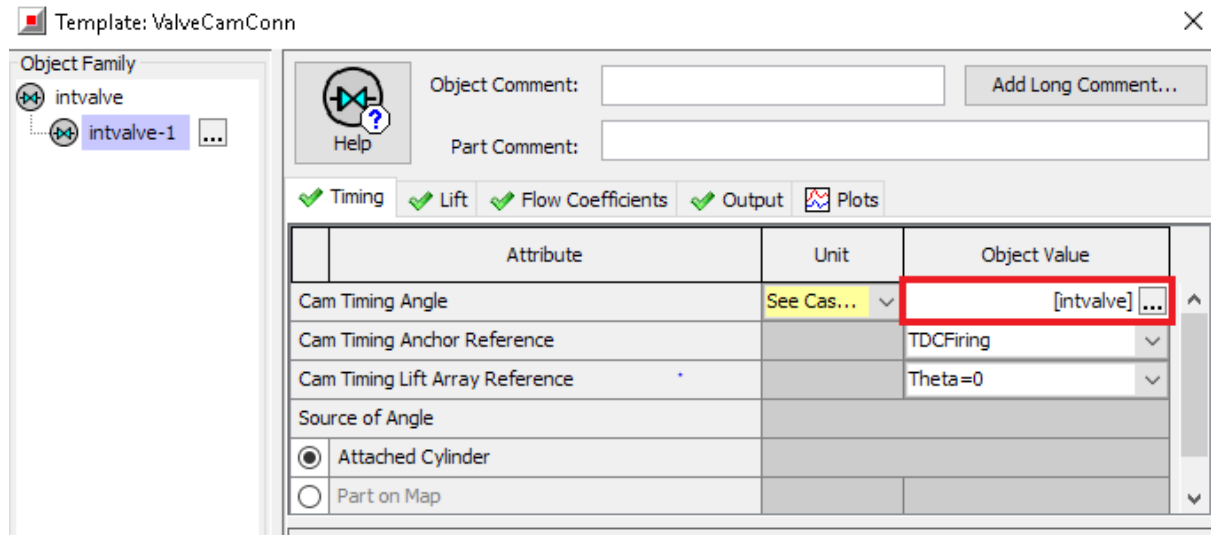 Template: ValveCamConn
Object Family
intvalve
intvalve-1 ...
Help
Object Comment:
Add Long Comment...
Part Comment:
Timing Lift Flow Coefficients Output Plots
Attribute Unit Object Value
Cam Timing Angle See Cas... [intvalve] ...
Cam Timing Anchor Reference TDCFiring
Cam Timing Lift Array Reference Theta=0
Source of Angle
Attached Cylinder
Part on Map